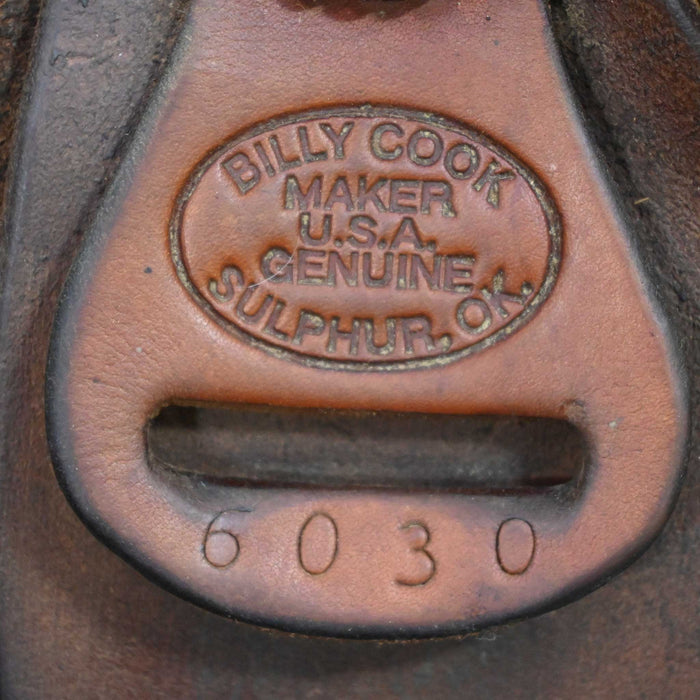 BILLY COOK
MAKER
U.S.A.
GENUINE
SULPHUR, OK.
6030